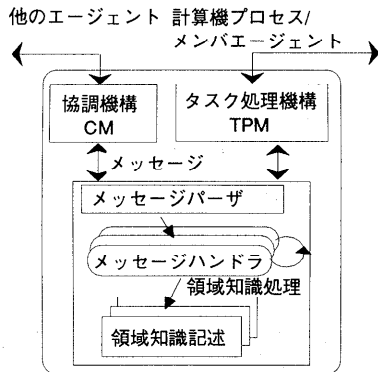 他のエージェント 計算機プロセス/
メンバエージェント
協調機構
CM
タスク処理機構
TPM
メッセージ
メッセージパーザ
メッセージハンドラ
領域知識処理
領域知識記述